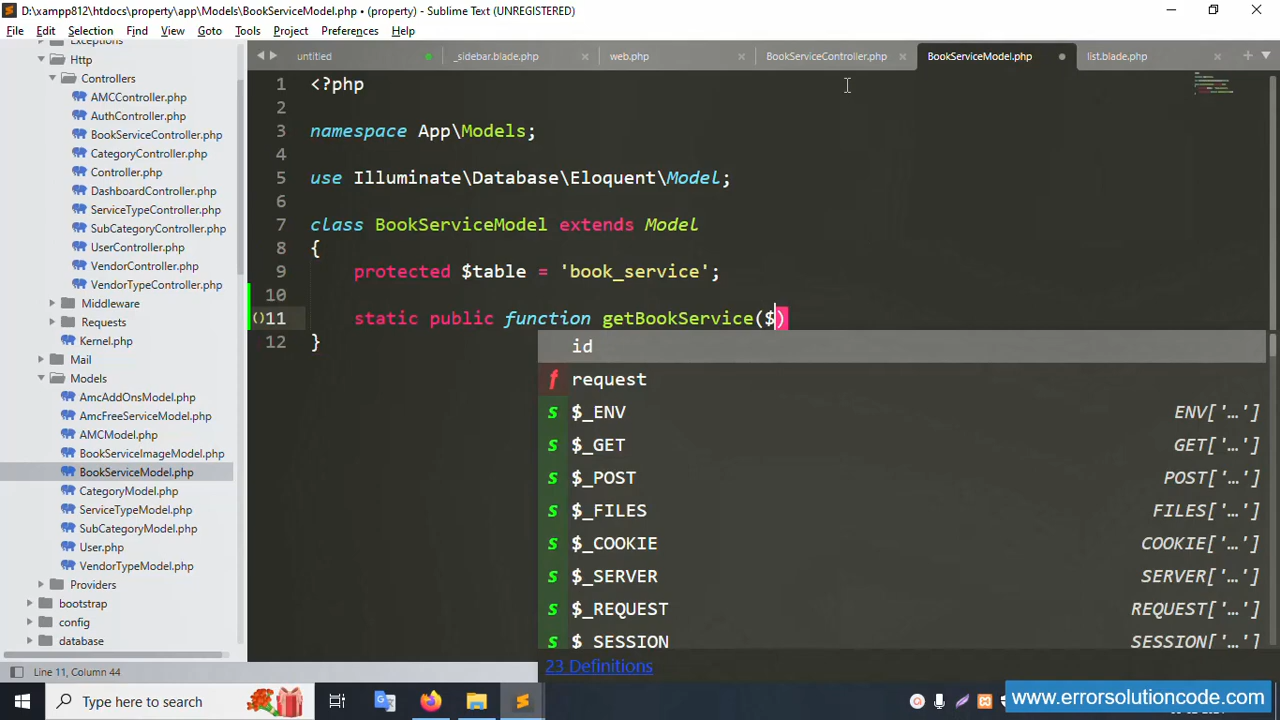 D:\xampp812\htdocs\property\app\Models\BookServiceModel.php • (property) - Sublime Text (UNREGISTERED)
File Edit Selection Find View Goto Tools Project Preferences Help
untitled _sidebar.blade.php web.php BookServiceController.php BookServiceModel.php list.blade.php
Exceptions
Http
Controllers
AMCController.php
AuthController.php
BookServiceController.php
CategoryController.php
Controller.php
DashboardController.php
ServiceTypeController.php
SubCategoryController.php
UserController.php
VendorController.php
VendorTypeController.php
Middleware
Requests
Kernel.php
Mail
Models
AmcAddOnsModel.php
AmcFreeServiceModel.php
AMCModel.php
BookServiceImageModel.php
BookServiceModel.php
CategoryModel.php
ServiceTypeModel.php
SubCategoryModel.php
User.php
VendorTypeModel.php
Providers
bootstrap
config
database
1 <?php
2
3 namespace App\Models;
4
5 use Illuminate\Database\Eloquent\Model;
6
7 class BookServiceModel extends Model
8 {
9 protected $table = 'book_service';
10
()11 static public function getBookService($)
12 }
id
f request
s $_ENV ENV['…']
s $_GET GET['…']
s $_POST POST['…']
s $_FILES FILES['…']
s $_COOKIE COOKIE['…']
s $_SERVER SERVER['…']
s $_REQUEST REQUEST['…']
s $_SESSION SESSION['…']
23 Definitions
Line 11, Column 44
Type here to search
www.errorsolutioncode.com